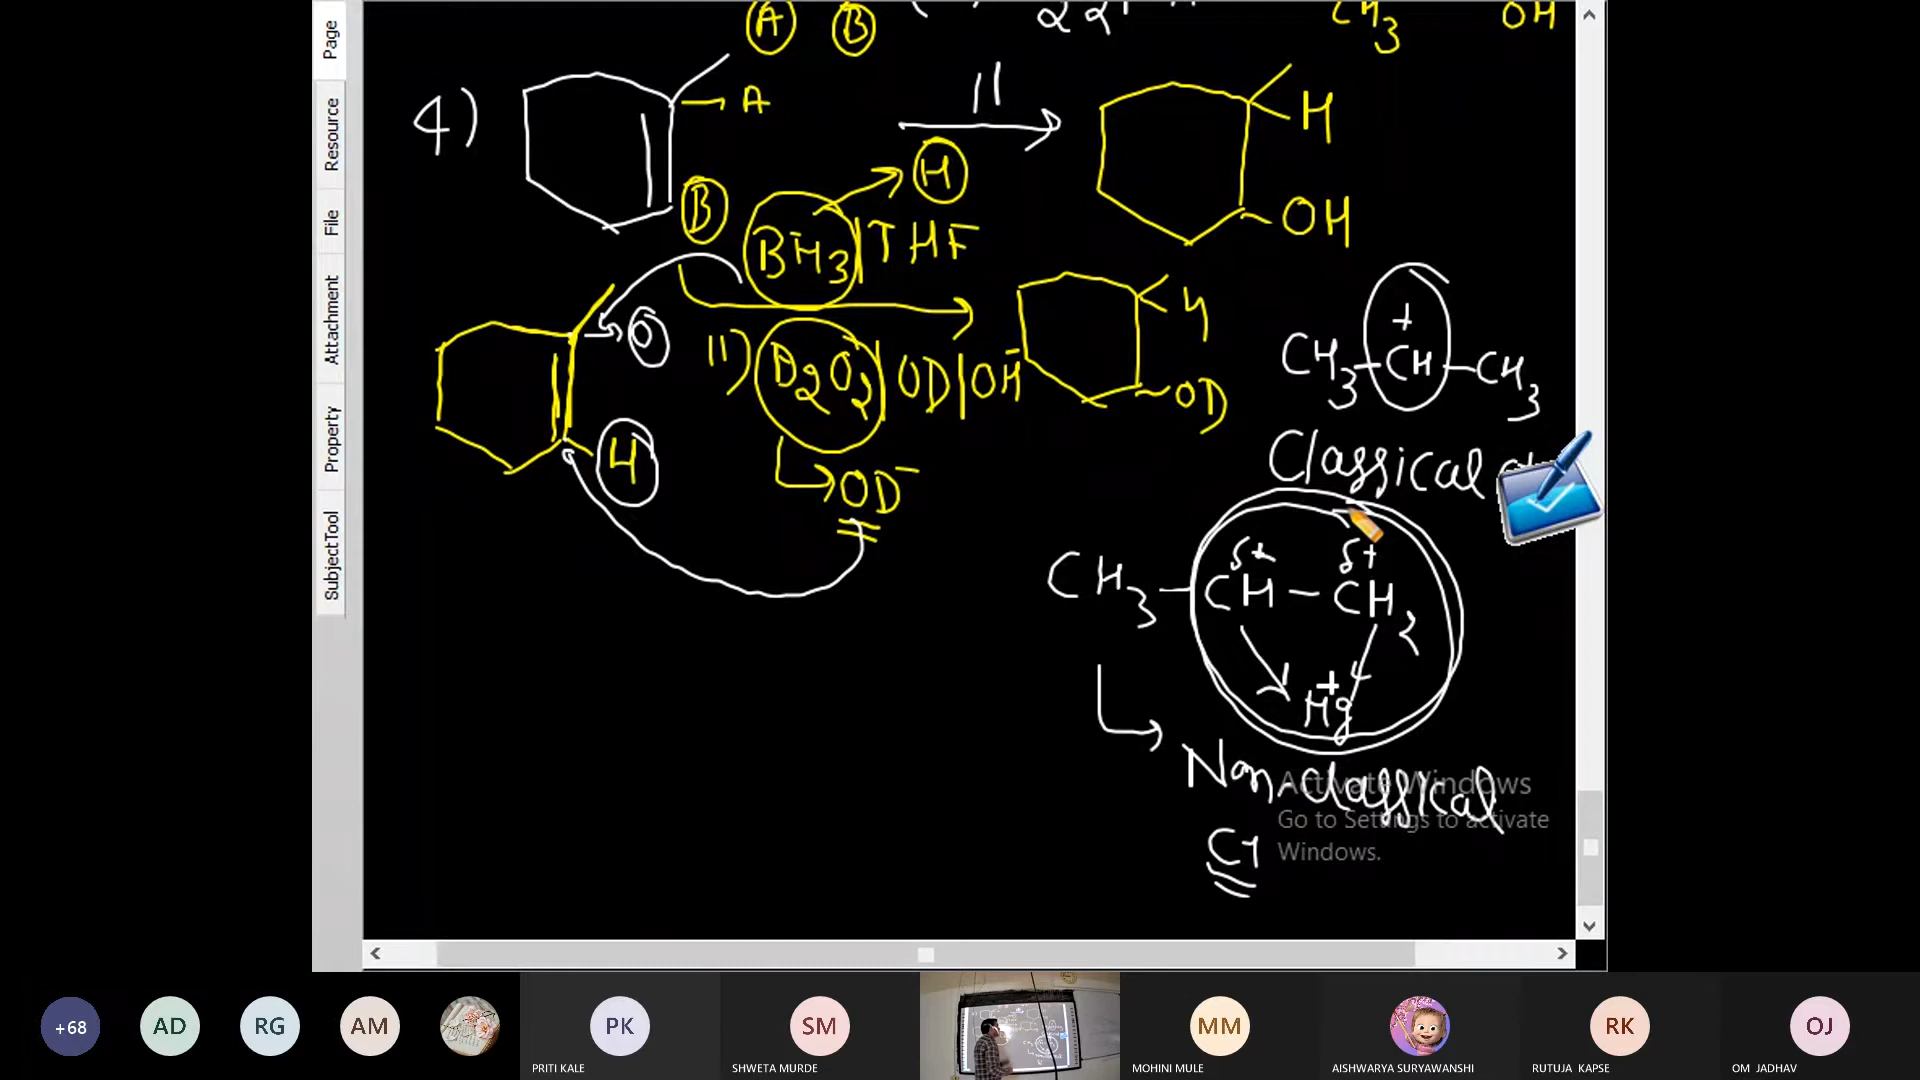 Page
Resource
File
Attachment
Property
SubjectTool
A B
CH3 OH
4)
A
H
B
BH3 | THF
H
OH
O
II) D2O2 | OD | OH-
H
OD
H
OD-
+
CH3-CH-CH3
Classical
δ+ δ+
CH3-CH-CH2
+
Hg
Non-classical
C+
Activate Windows
Go to Settings to activate
Windows.
+68
AD
RG
AM
PK
SM
MM
RK
OJ
PRITI KALE
SHWETA MURDE
MOHINI MULE
AISHWARYA SURYAWANSHI
RUTUJA KAPSE
OM JADHAV